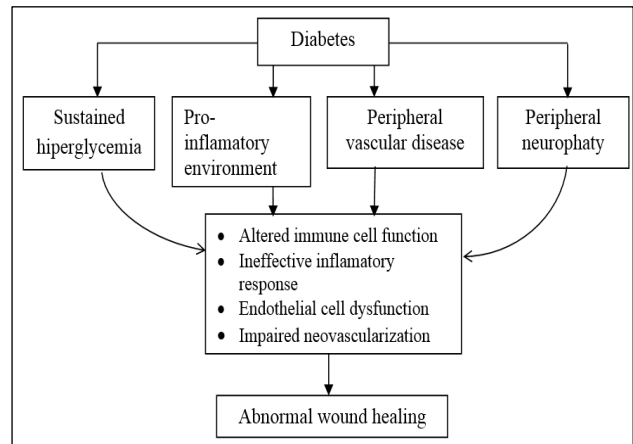 Diabetes
Sustained
hiperglycemia
Pro-
inflamatory
environment
Peripheral
vascular disease
Peripheral
neurophaty
• Altered immune cell function
• Ineffective inflamatory
response
• Endothelial cell dysfunction
• Impaired neovascularization
Abnormal wound healing